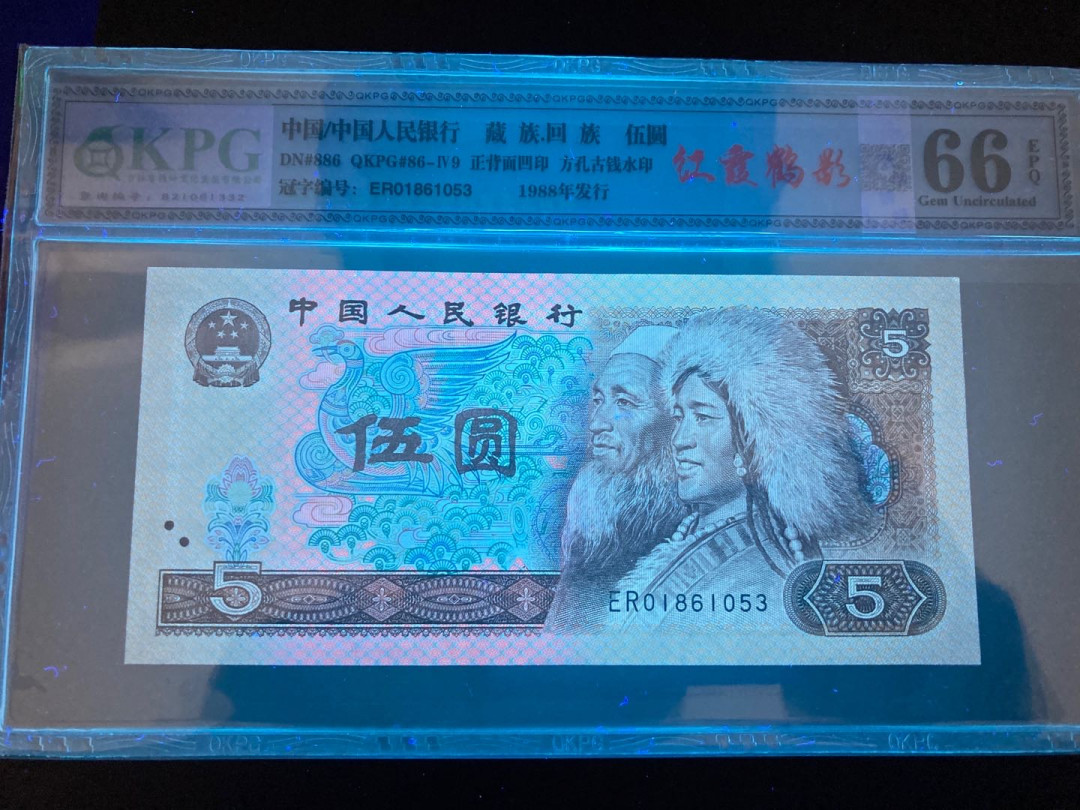 QKPG
中国/中国人民银行 藏 族.回 族 伍圆
DN#886 QKPG#86-Ⅳ9 正背面凹印 方孔古钱水印
冠字编号: ER01861053 1988年发行
红霞鹤影
66
EPQ
Gem Uncirculated
中国人民银行
5
伍圆
5
ER01861053
5
QKPG QKPG QKPG